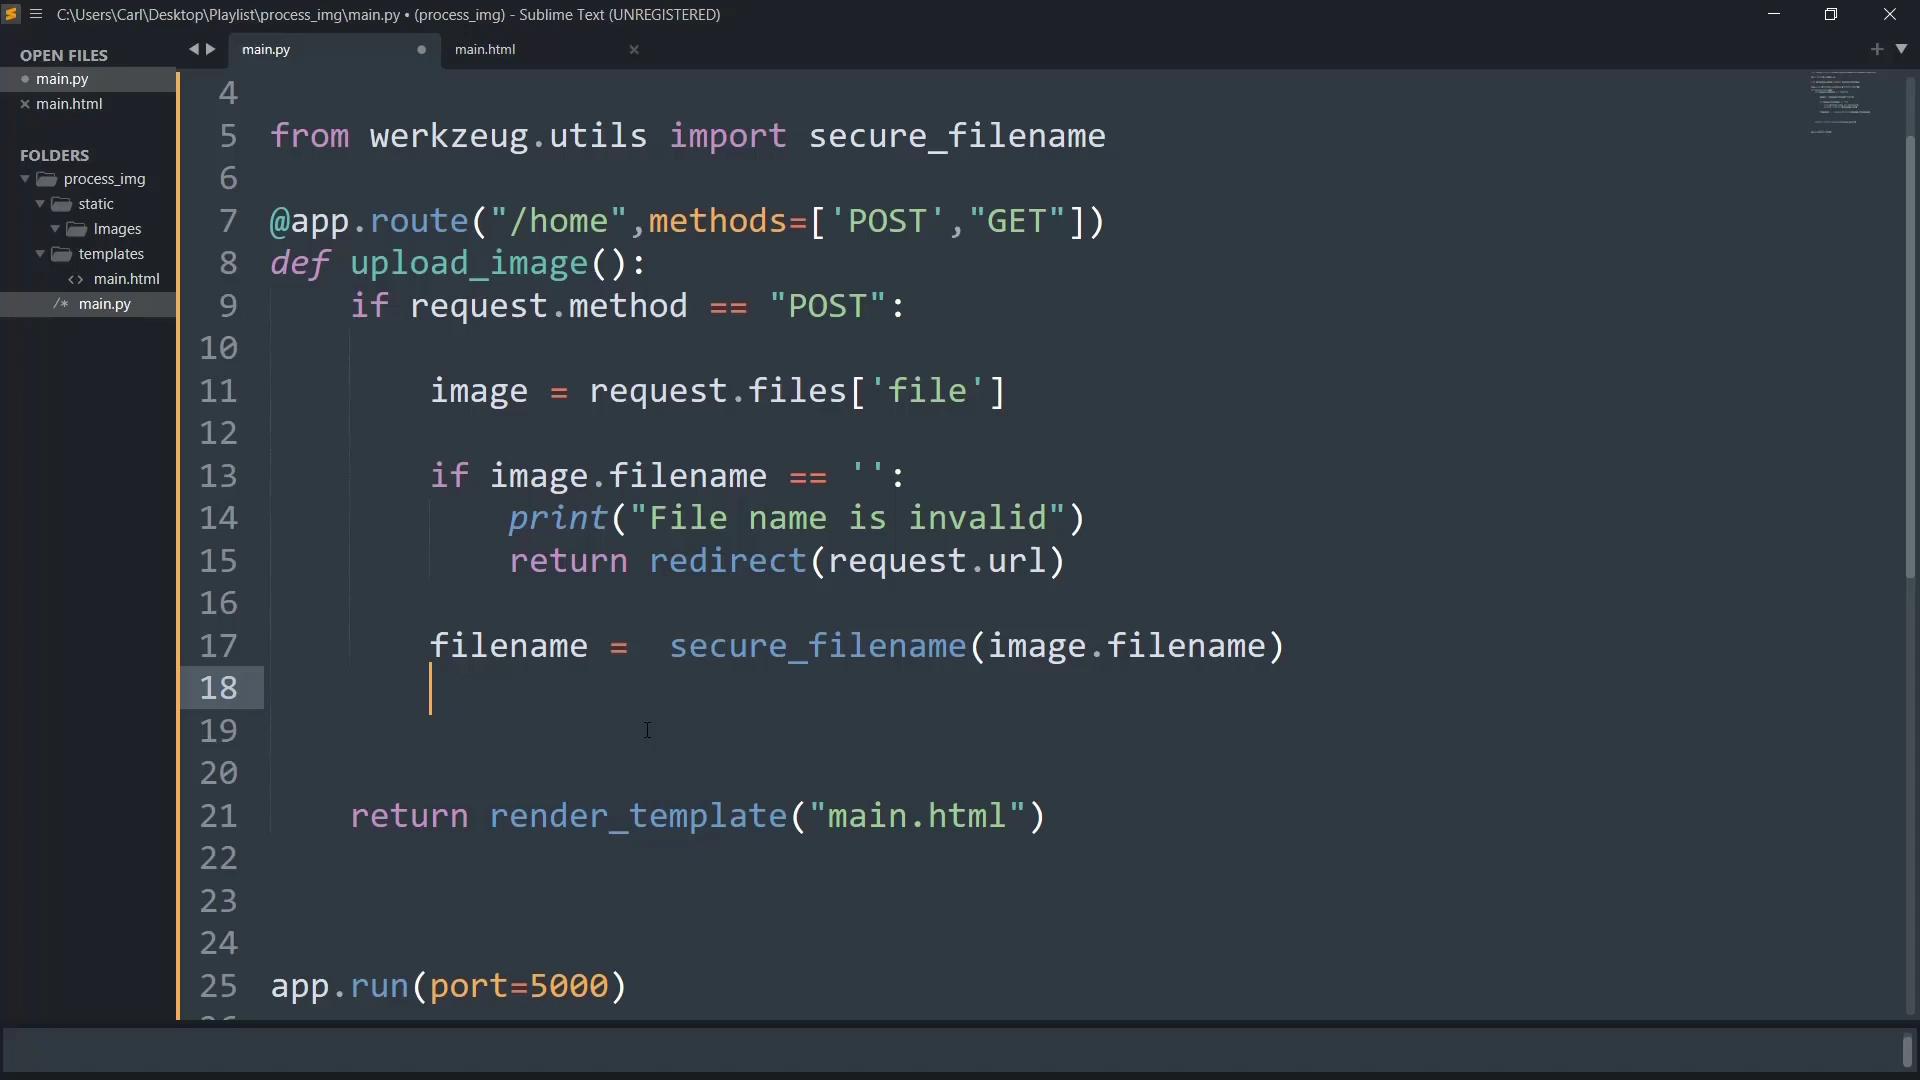 C:\Users\Carl\Desktop\Playlist\process_img\main.py • (process_img) - Sublime Text (UNREGISTERED)
OPEN FILES
main.py
main.html
FOLDERS
process_img
static
Images
templates
<> main.html
/* main.py
main.py
main.html
4
5 from werkzeug.utils import secure_filename
6
7 @app.route("/home",methods=['POST',"GET"])
8 def upload_image():
9 if request.method == "POST":
10
11 image = request.files['file']
12
13 if image.filename == '':
14 print("File name is invalid")
15 return redirect(request.url)
16
17 filename =  secure_filename(image.filename)
18
19
20
21 return render_template("main.html")
22
23
24
25 app.run(port=5000)